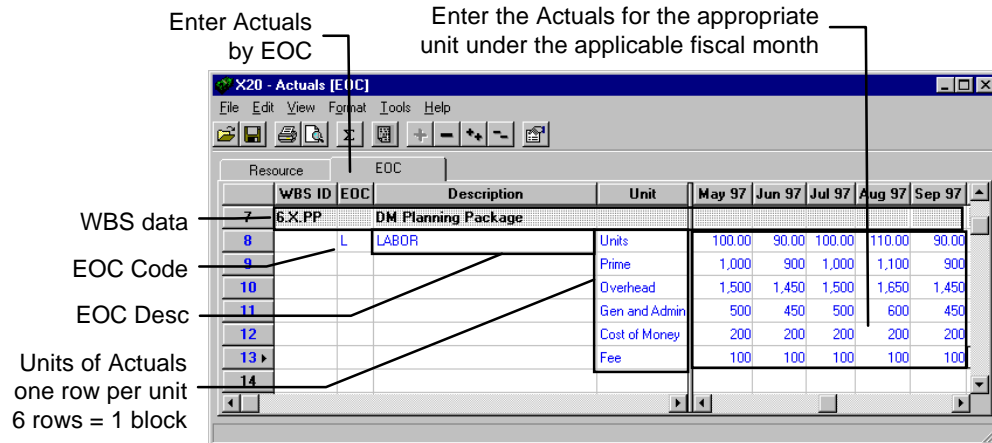 Enter Actuals
by EOC
Enter the Actuals for the appropriate
unit under the applicable fiscal month
X20 - Actuals [EOC]
File Edit View Format Tools Help
Resource EOC
WBS ID EOC Description Unit May 97 Jun 97 Jul 97 Aug 97 Sep 97
7 6.X.PP DM Planning Package
8 L LABOR Units 100.00 90.00 100.00 110.00 90.00
9 Prime 1,000 900 1,000 1,100 900
10 Overhead 1,500 1,450 1,500 1,650 1,450
11 Gen and Admin 500 450 500 600 450
12 Cost of Money 200 200 200 200 200
13 Fee 100 100 100 100 100
14
WBS data
EOC Code
EOC Desc
Units of Actuals
one row per unit
6 rows = 1 block